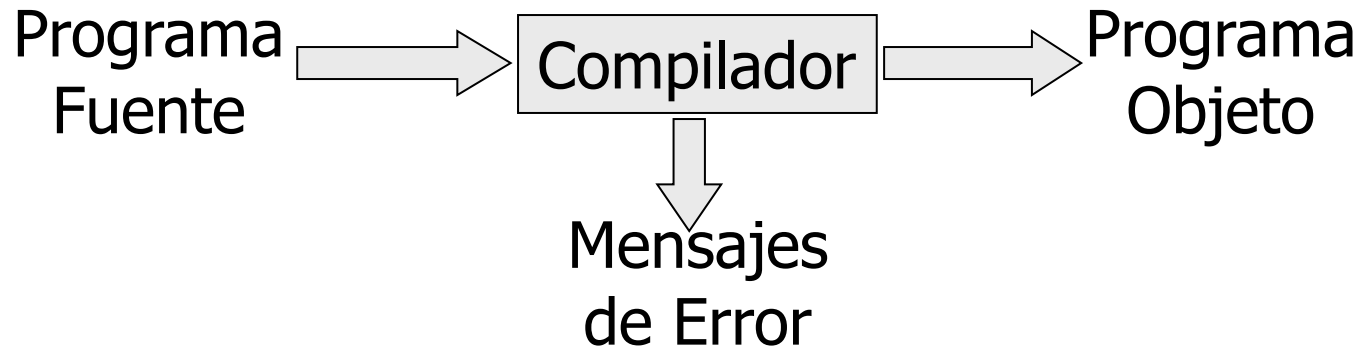 Programa
Fuente
Compilador
Programa
Objeto
Mensajes
de Error